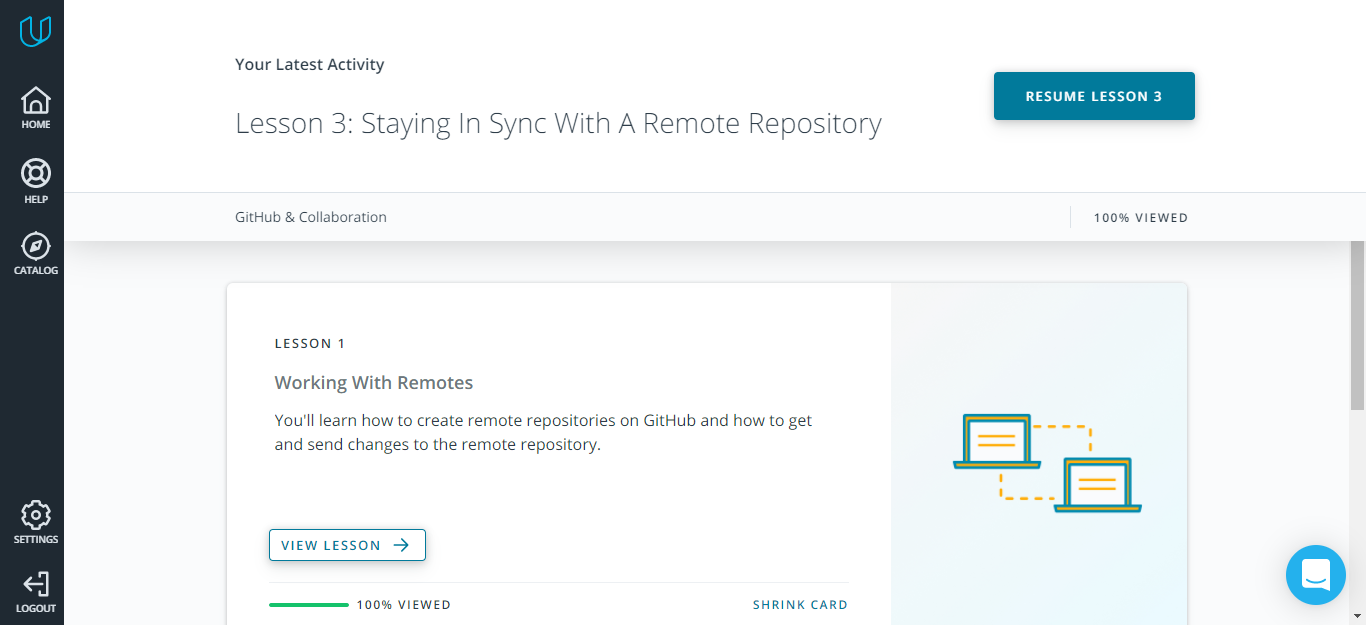 HOME
HELP
CATALOG
SETTINGS
LOGOUT
Your Latest Activity
Lesson 3: Staying In Sync With A Remote Repository
RESUME LESSON 3
GitHub & Collaboration
100% VIEWED
LESSON 1
Working With Remotes
You'll learn how to create remote repositories on GitHub and how to get
and send changes to the remote repository.
VIEW LESSON
100% VIEWED
SHRINK CARD